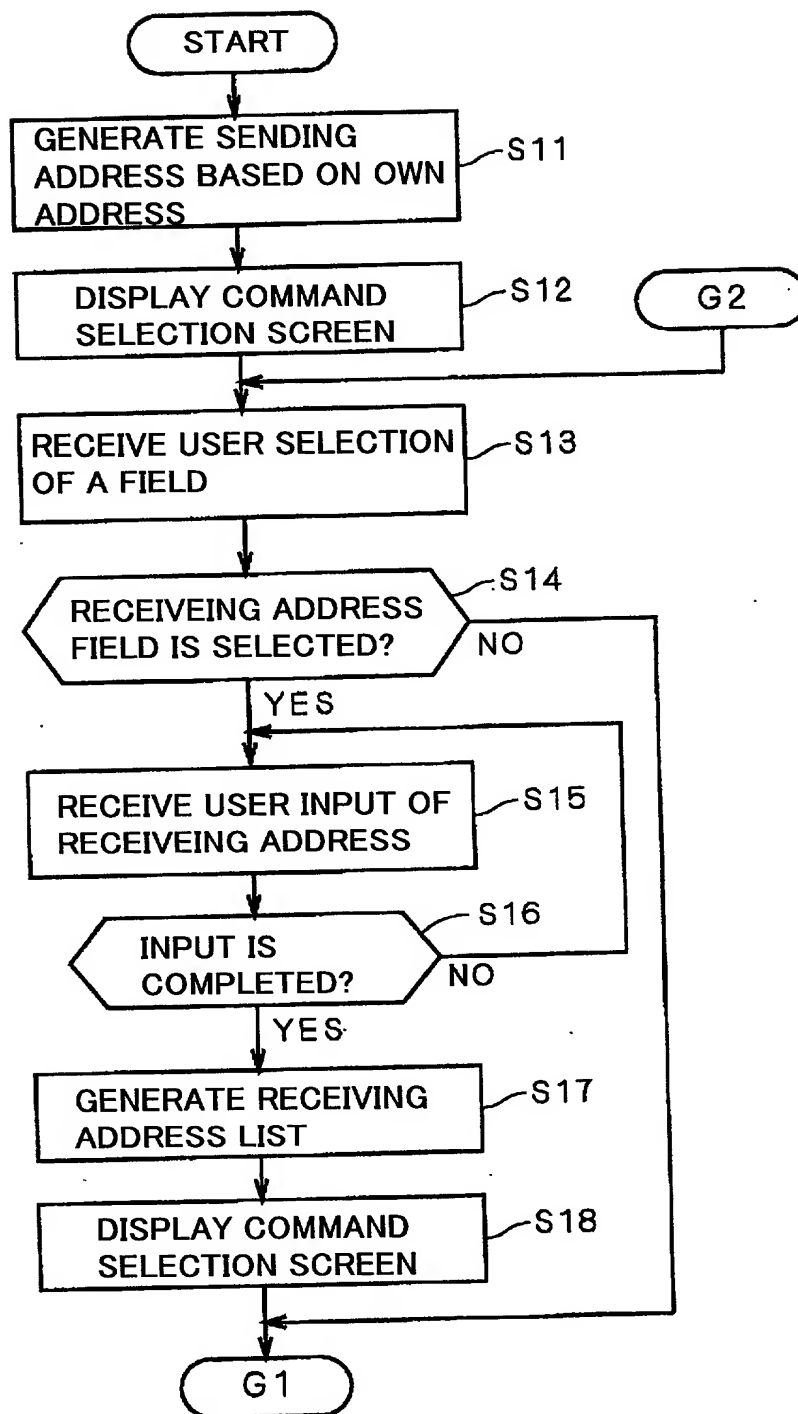 START
GENERATE SENDING
ADDRESS BASED ON OWN
ADDRESS
S11
DISPLAY COMMAND
SELECTION SCREEN
S12
G2
RECEIVE USER SELECTION
OF A FIELD
S13
RECEIVEING ADDRESS
FIELD IS SELECTED?
S14
NO
YES
RECEIVE USER INPUT OF
RECEIVEING ADDRESS
S15
INPUT IS
COMPLETED?
S16
NO
YES
GENERATE RECEIVING
ADDRESS LIST
S17
DISPLAY COMMAND
SELECTION SCREEN
S18
G1